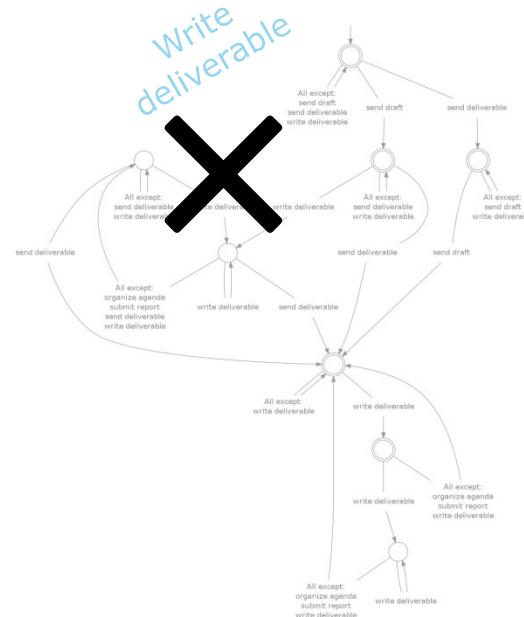 Write
deliverable
All except:
send draft
send deliverable
write deliverable
send draft
send deliverable
All except:
send deliverable
write deliverable
write deliverable
All except:
send deliverable
write deliverable
All except:
send draft
write deliverable
send deliverable
send deliverable
send draft
All except:
organize agenda
submit report
send deliverable
write deliverable
write deliverable
send deliverable
All except:
write deliverable
write deliverable
write deliverable
All except:
organize agenda
submit report
write deliverable
All except:
organize agenda
submit report
write deliverable
write deliverable